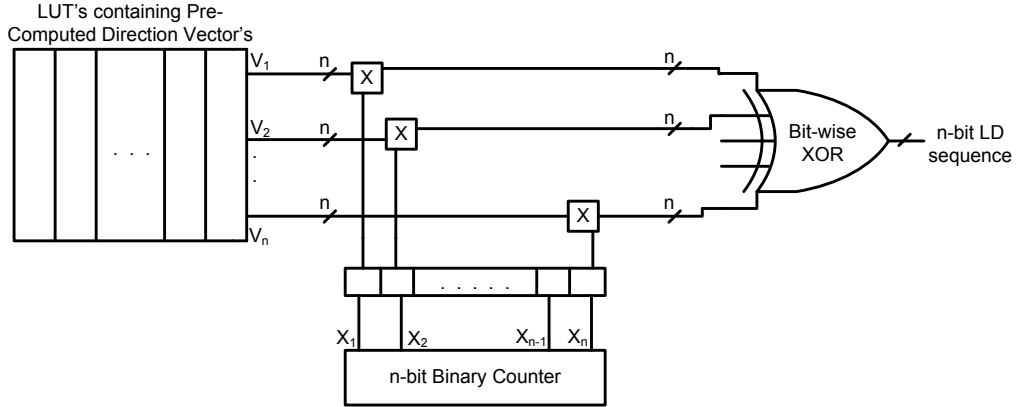 LUT's containing Pre-
Computed Direction Vector's
V1 n X n
V2 n X n
. . .
.
.
Bit-wise
XOR
n-bit LD
sequence
n X n
Vn
. . . . .
X1 X2 Xn-1 Xn
n-bit Binary Counter